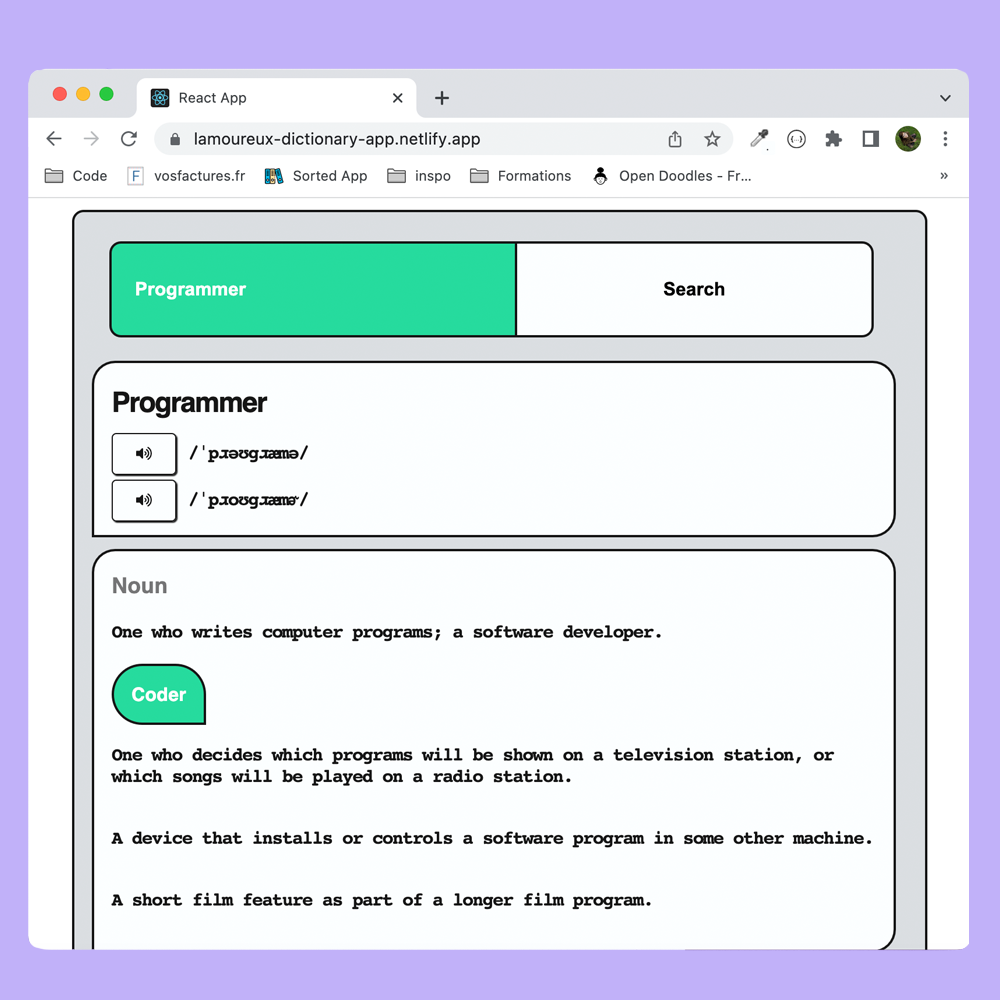 React App
lamoureux-dictionary-app.netlify.app
Code
F vosfactures.fr
Sorted App
inspo
Formations
Open Doodles - Fr...
»
Programmer
Search
Programmer
/ˈpɹəʊɡɹæmə/
/ˈpɹoʊɡɹæmɚ/
Noun
One who writes computer programs; a software developer.
Coder
One who decides which programs will be shown on a television station, or
which songs will be played on a radio station.
A device that installs or controls a software program in some other machine.
A short film feature as part of a longer film program.